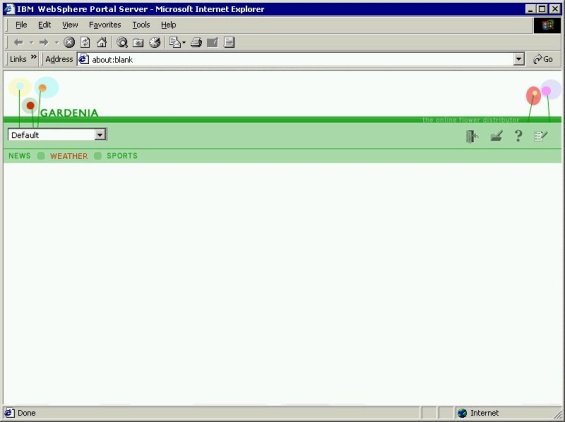 IBM WebSphere Portal Server - Microsoft Internet Explorer
File Edit View Favorites Tools Help
Links » Address about:blank Go
GARDENIA
the online flower distributor
Default
?
NEWS WEATHER SPORTS
Done Internet